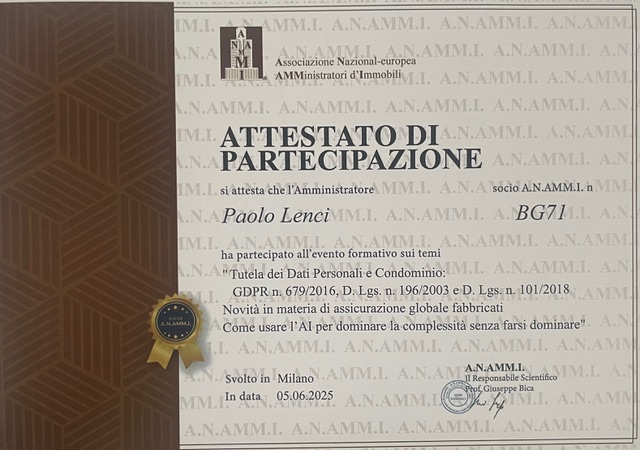 A
N A
A M
M
I
Associazione Nazional-europea
AMMinistratori d'Immobili
ATTESTATO DI
PARTECIPAZIONE
si attesta che l'Amministratore
socio A.N.AMM.I. n
Paolo Lenci
BG71
ha partecipato all'evento formativo sui temi
"Tutela dei Dati Personali e Condominio:
GDPR n. 679/2016, D. Lgs. n. 196/2003 e D. Lgs. n. 101/2018
Novità in materia di assicurazione globale fabbricati
Come usare l'AI per dominare la complessità senza farsi dominare"
A.N.AMM.I.
Svolto in Milano
In data 05.06.2025
A.N.AMM.I.
Il Responsabile Scientifico
Prof. Giuseppe Bica